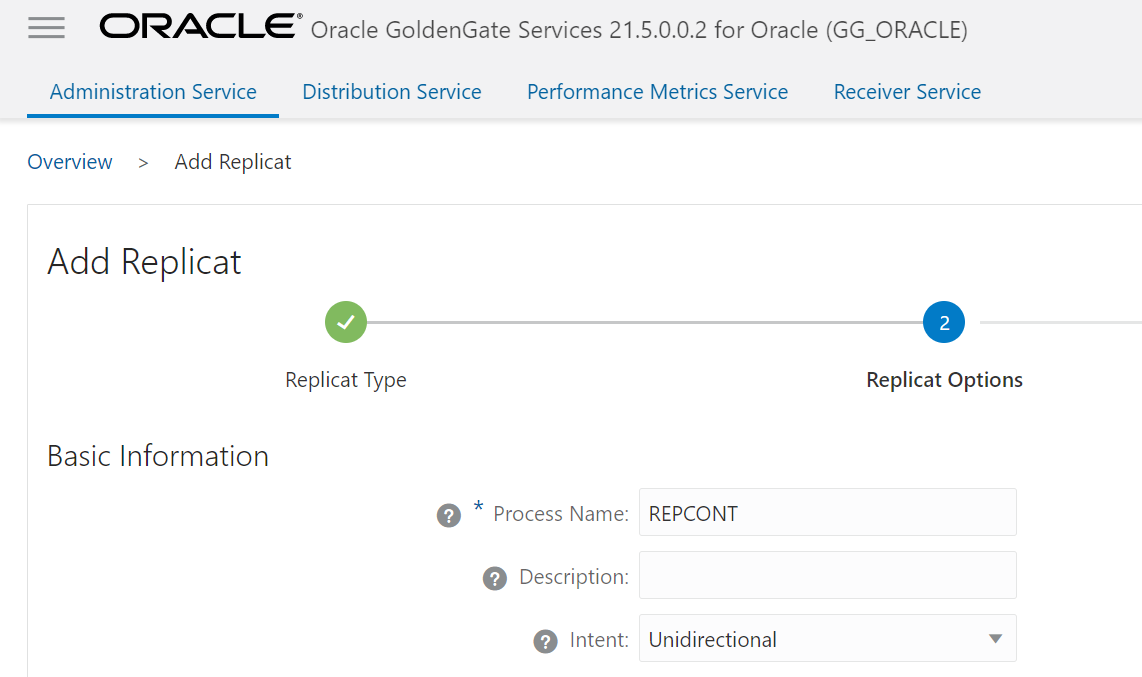 ORACLE® Oracle GoldenGate Services 21.5.0.0.2 for Oracle (GG_ORACLE)
Administration Service Distribution Service Performance Metrics Service Receiver Service
Overview > Add Replicat
Add Replicat
2
Replicat Type Replicat Options
Basic Information
? * Process Name: REPCONT
? Description:
? Intent: Unidirectional